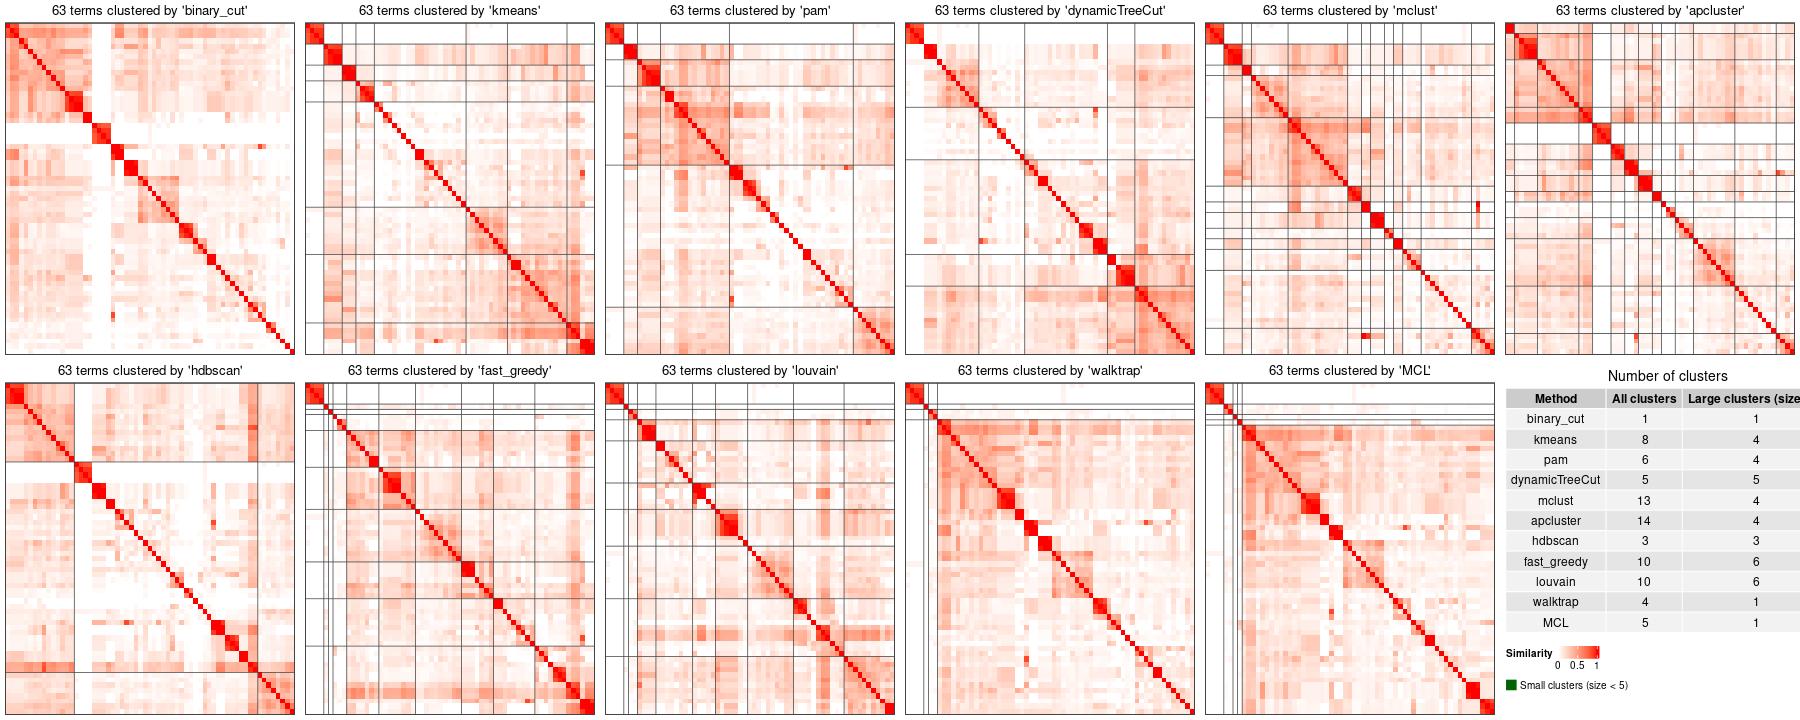 63 terms clustered by 'binary_cut'
63 terms clustered by 'kmeans'
63 terms clustered by 'pam'
63 terms clustered by 'dynamicTreeCut'
63 terms clustered by 'mclust'
63 terms clustered by 'apcluster'
63 terms clustered by 'hdbscan'
63 terms clustered by 'fast_greedy'
63 terms clustered by 'louvain'
63 terms clustered by 'walktrap'
63 terms clustered by 'MCL'
Number of clusters
Method All clusters Large clusters (size
binary_cut 1 1
kmeans 8 4
pam 6 4
dynamicTreeCut 5 5
mclust 13 4
apcluster 14 4
hdbscan 3 3
fast_greedy 10 6
louvain 10 6
walktrap 4 1
MCL 5 1
Similarity
0 0.5 1
Small clusters (size < 5)